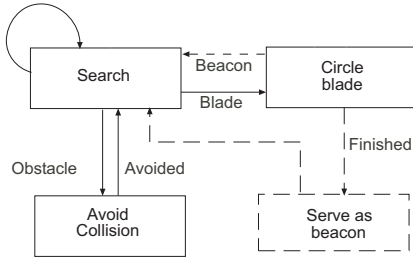 Search
Beacon
Blade
Circle
blade
Obstacle
Avoided
Finished
Avoid
Collision
Serve as
beacon